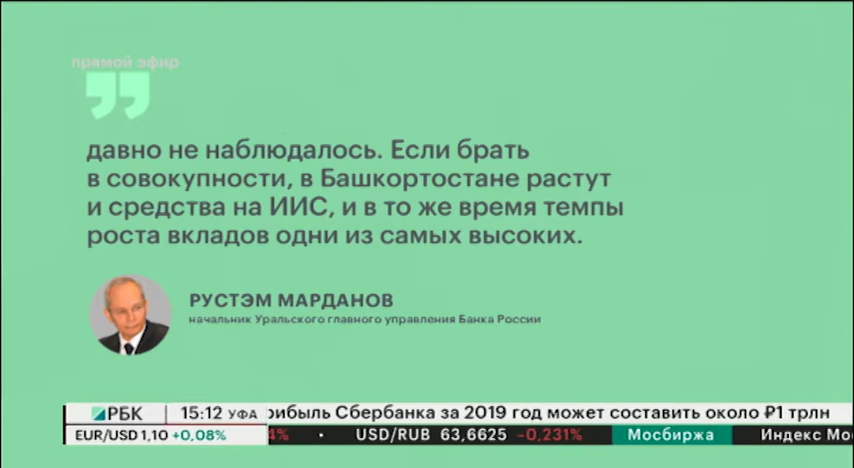 прямой эфир
давно не наблюдалось. Если брать
в совокупности, в Башкортостане растут
и средства на ИИС, и в то же время темпы
роста вкладов одни из самых высоких.
РУСТЭМ МАРДАНОВ
начальник Уральского главного управления Банка России
РБК 15:12 УФА рибыль Сбербанка за 2019 год может составить около ₽1 трлн
EUR/USD 1,10 +0,08% 4% • USD/RUB 63,6625 -0,231% Мосбиржа Индекс Мо